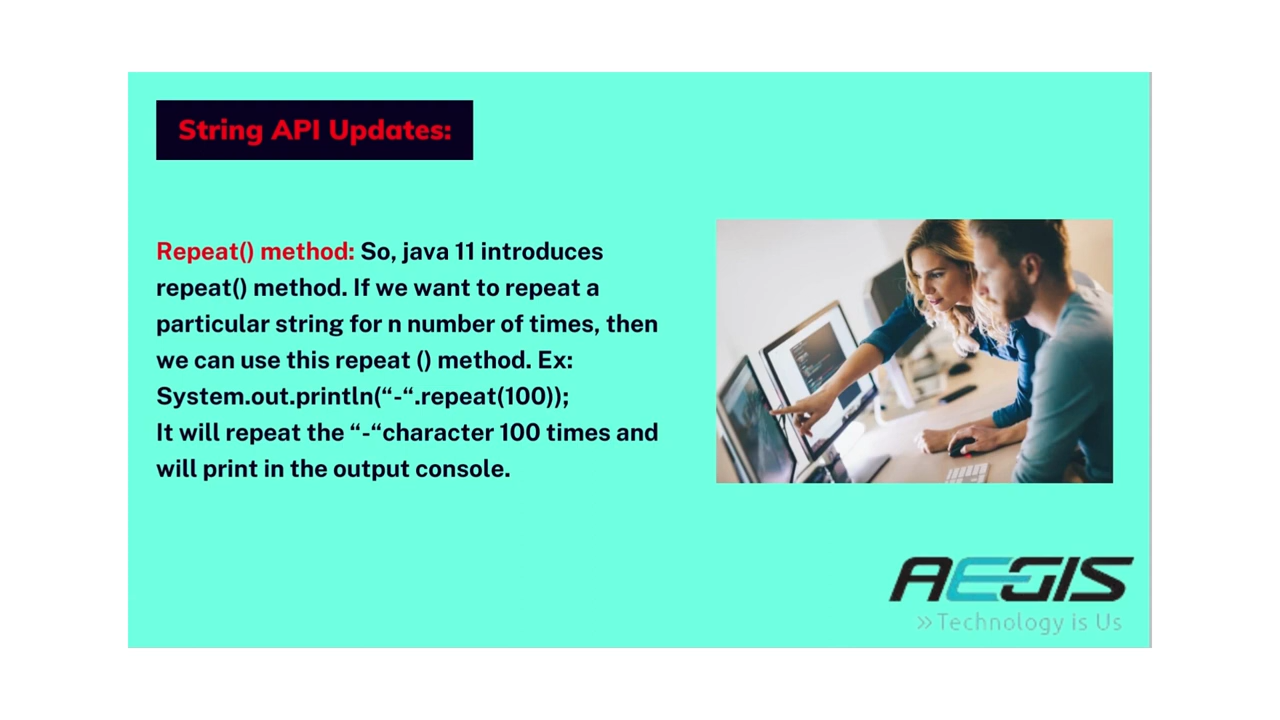 String API Updates:
Repeat() method: So, java 11 introduces
repeat() method. If we want to repeat a
particular string for n number of times, then
we can use this repeat () method. Ex:
System.out.println(“-“.repeat(100));
It will repeat the “-“character 100 times and
will print in the output console.
AEGIS
»Technology is Us